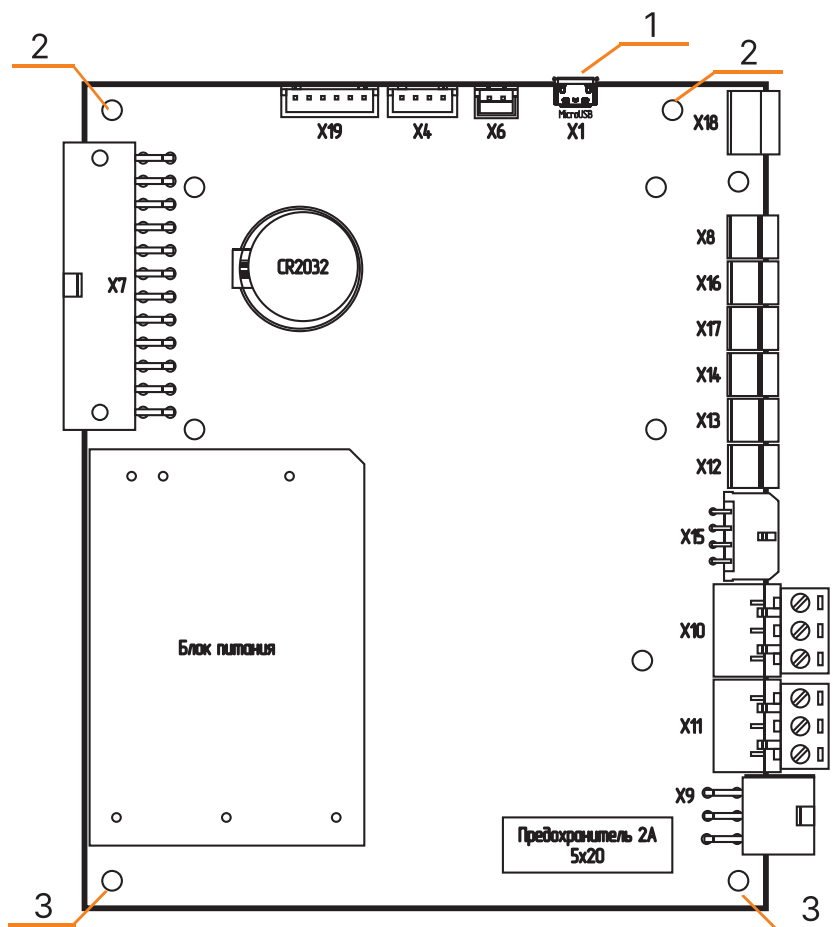 1
2
2
X19
X4
X6
MicroUSB
X1
X18
X7
CR2032
X8
X16
X17
X14
X13
X12
X15
X10
Блок питания
X11
X9
Предохранитель 2А
5х20
3
3